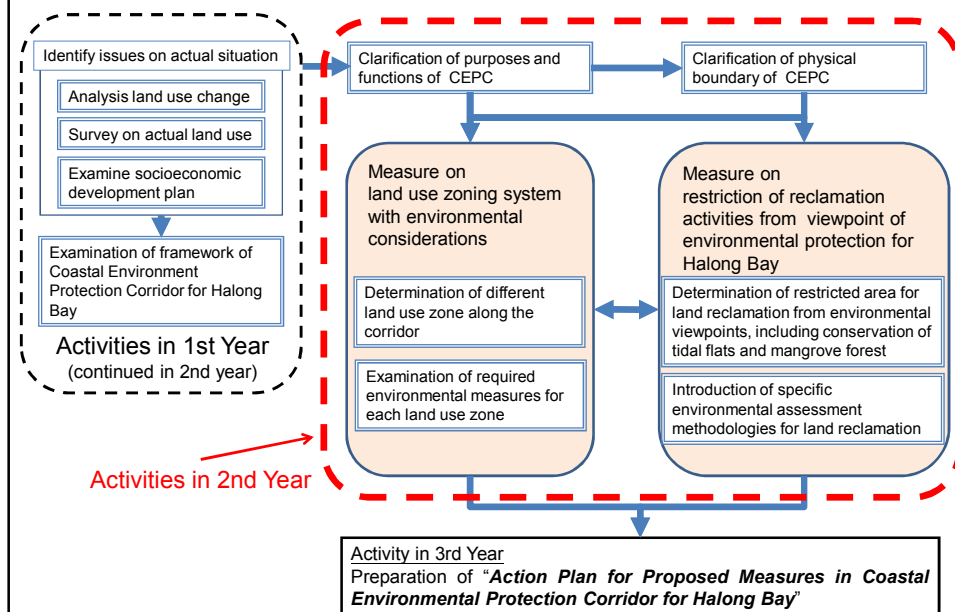 Identify issues on actual situation
Analysis land use change
Survey on actual land use
Examine socioeconomic
development plan
Examination of framework of
Coastal Environment
Protection Corridor for Halong
Bay
Activities in 1st Year
(continued in 2nd year)
Clarification of purposes and
functions of CEPC
Clarification of physical
boundary of CEPC
Measure on
land use zoning system
with environmental
considerations
Determination of different
land use zone along the
corridor
Examination of required
environmental measures for
each land use zone
Measure on
restriction of reclamation
activities from viewpoint of
environmental protection for
Halong Bay
Determination of restricted area for
land reclamation from environmental
viewpoints, including conservation of
tidal flats and mangrove forest
Introduction of specific
environmental assessment
methodologies for land reclamation
Activities in 2nd Year
Activity in 3rd Year
Preparation of “Action Plan for Proposed Measures in Coastal
Environmental Protection Corridor for Halong Bay”